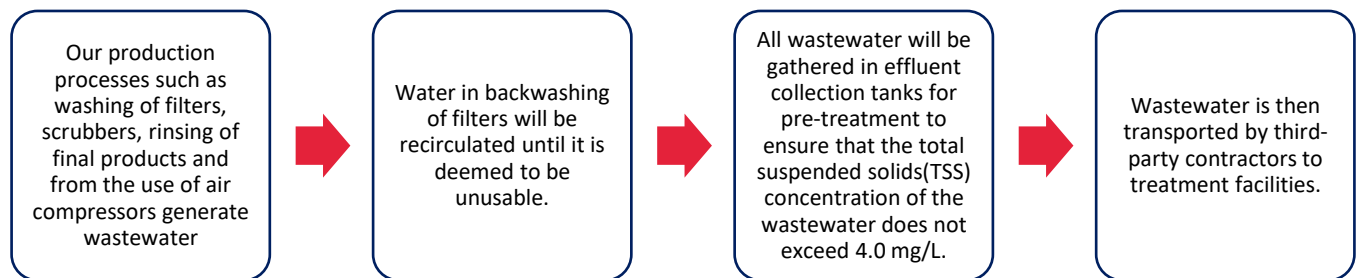 Our production
processes such as
washing of filters,
scrubbers, rinsing of
final products and
from the use of air
compressors generate
wastewater
Water in backwashing
of filters will be
recirculated until it is
deemed to be
unusable.
All wastewater will be
gathered in effluent
collection tanks for
pre-treatment to
ensure that the total
suspended solids(TSS)
concentration of the
wastewater does not
exceed 4.0 mg/L.
Wastewater is then
transported by third-
party contractors to
treatment facilities.